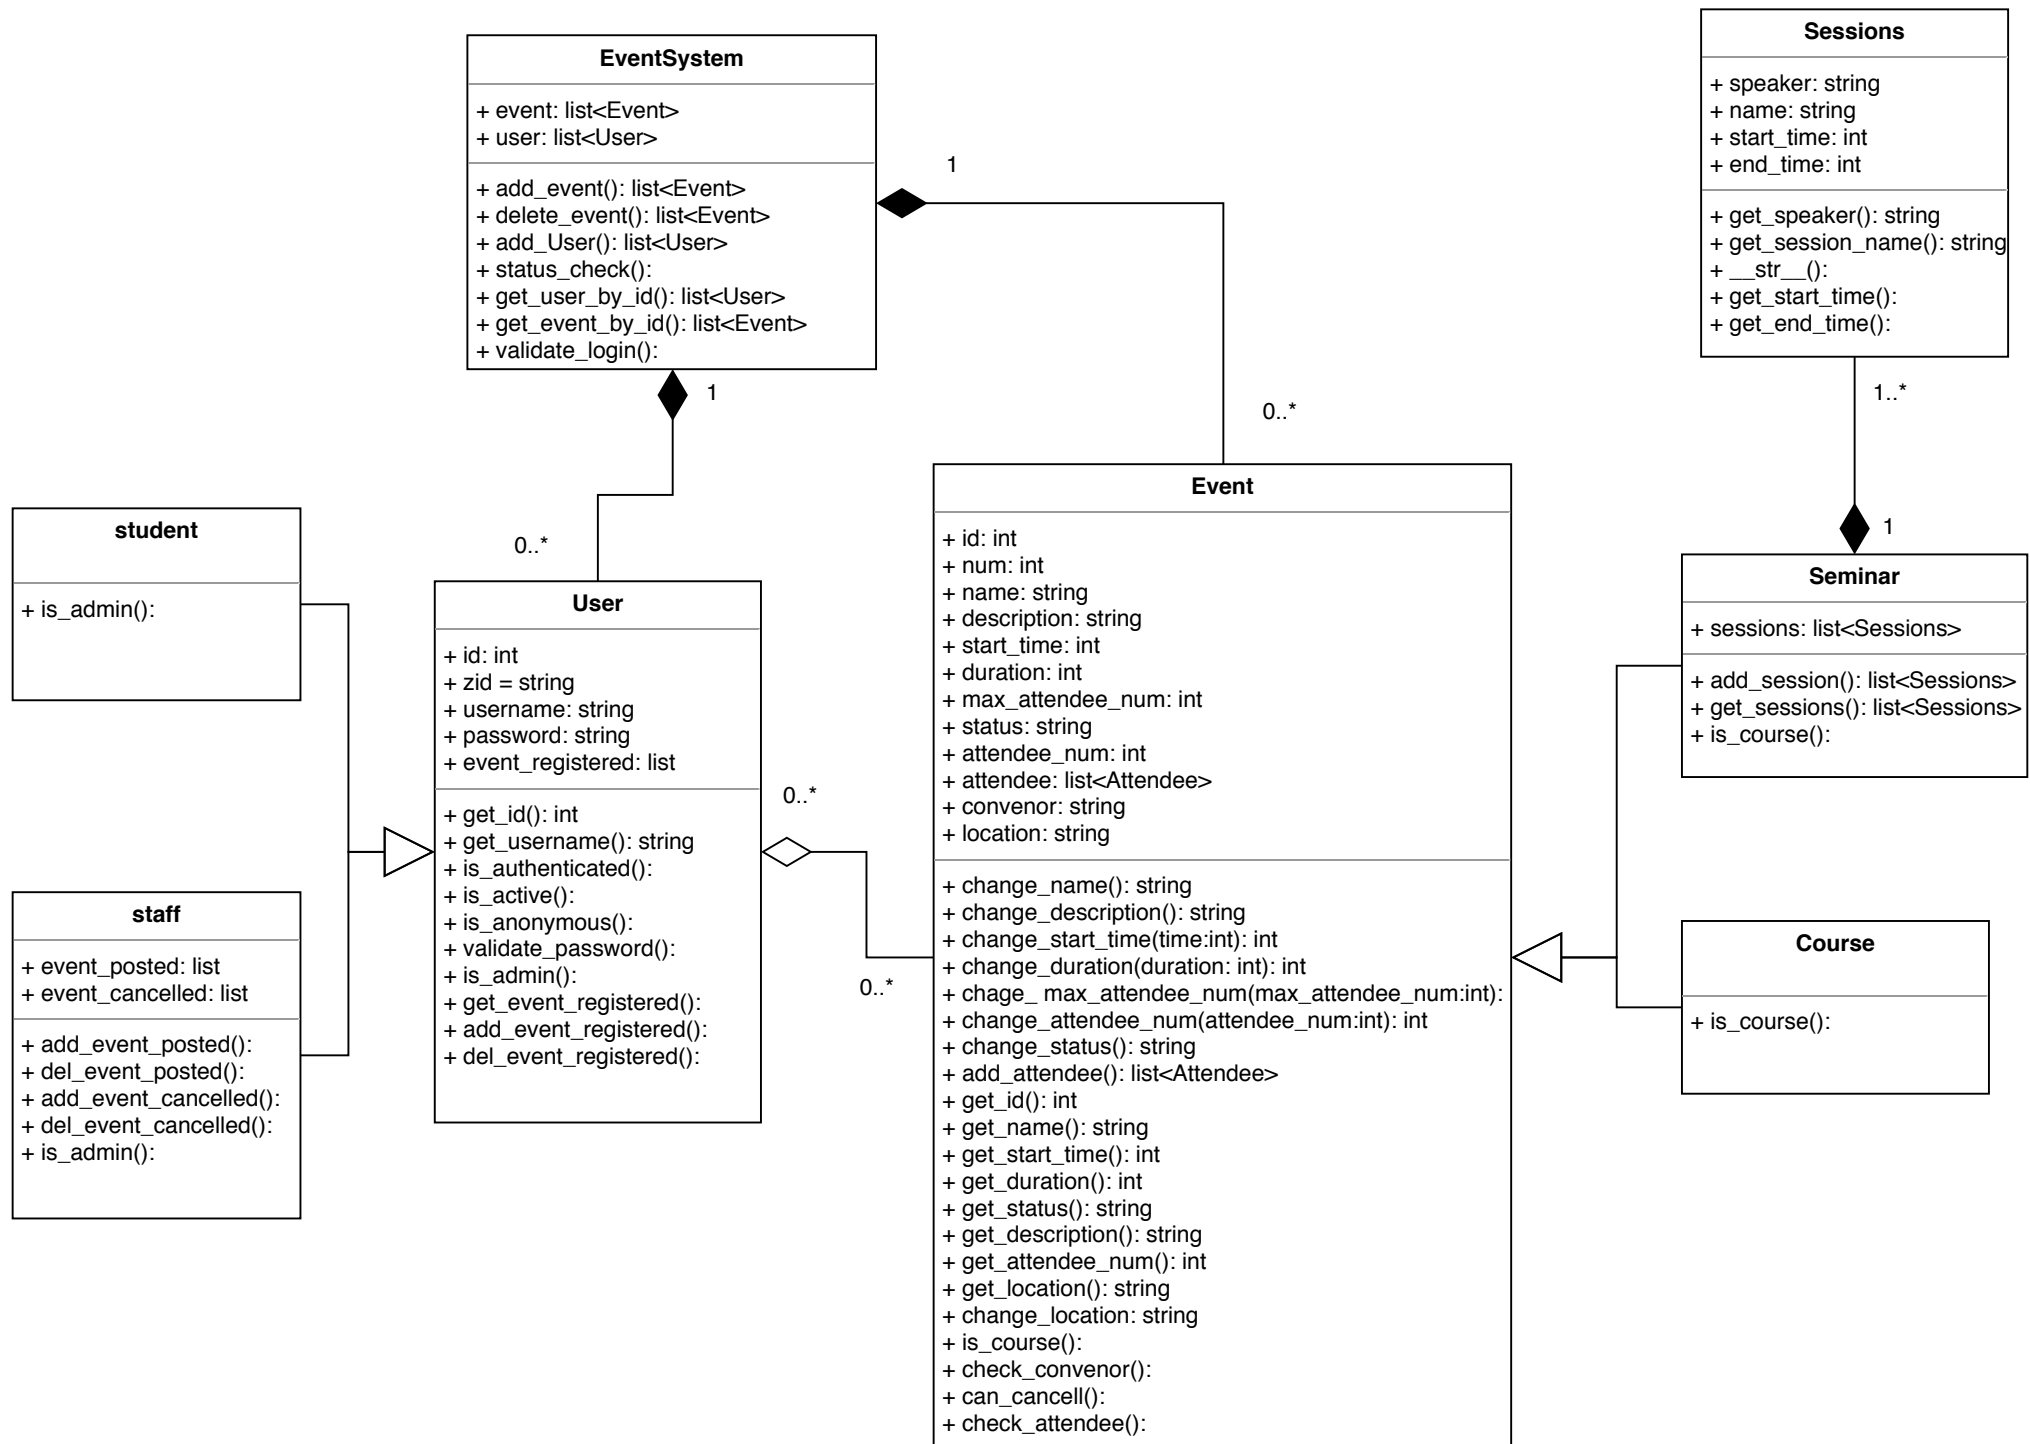 EventSystem
+ event: list<Event>
+ user: list<User>
+ add_event(): list<Event>
+ delete_event(): list<Event>
+ add_User(): list<User>
+ status_check():
+ get_user_by_id(): list<User>
+ get_event_by_id(): list<Event>
+ validate_login():
1
0..*
1
0..*
Sessions
+ speaker: string
+ name: string
+ start_time: int
+ end_time: int
+ get_speaker(): string
+ get_session_name(): string
+ __str__():
+ get_start_time():
+ get_end_time():
1..*
1
student
+ is_admin():
staff
+ event_posted: list
+ event_cancelled: list
+ add_event_posted():
+ del_event_posted():
+ add_event_cancelled():
+ del_event_cancelled():
+ is_admin():
User
+ id: int
+ zid = string
+ username: string
+ password: string
+ event_registered: list
+ get_id(): int
+ get_username(): string
+ is_authenticated():
+ is_active():
+ is_anonymous():
+ validate_password():
+ is_admin():
+ get_event_registered():
+ add_event_registered():
+ del_event_registered():
0..*
0..*
Event
+ id: int
+ num: int
+ name: string
+ description: string
+ start_time: int
+ duration: int
+ max_attendee_num: int
+ status: string
+ attendee_num: int
+ attendee: list<Attendee>
+ convenor: string
+ location: string
+ change_name(): string
+ change_description(): string
+ change_start_time(time:int): int
+ change_duration(duration: int): int
+ chage_ max_attendee_num(max_attendee_num:int):
+ change_attendee_num(attendee_num:int): int
+ change_status(): string
+ add_attendee(): list<Attendee>
+ get_id(): int
+ get_name(): string
+ get_start_time(): int
+ get_duration(): int
+ get_status(): string
+ get_description(): string
+ get_attendee_num(): int
+ get_location(): string
+ change_location: string
+ is_course():
+ check_convenor():
+ can_cancell():
+ check_attendee():
Seminar
+ sessions: list<Sessions>
+ add_session(): list<Sessions>
+ get_sessions(): list<Sessions>
+ is_course():
Course
+ is_course():